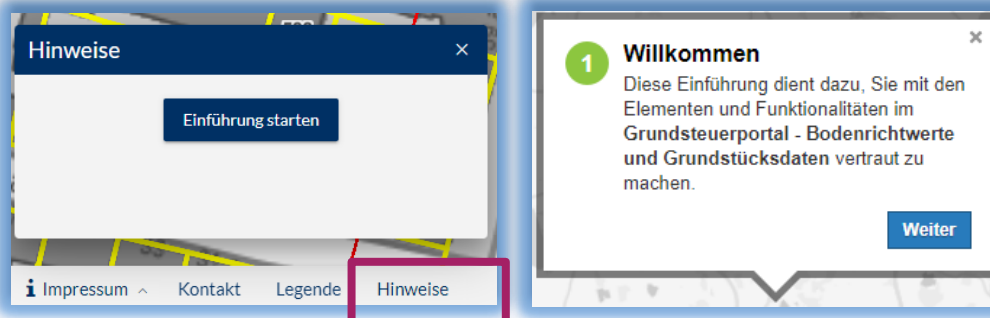 Hinweise ×
Einführung starten
i Impressum Kontakt Legende Hinweise
×
1 Willkommen
Diese Einführung dient dazu, Sie mit den
Elementen und Funktionalitäten im
Grundsteuerportal - Bodenrichtwerte
und Grundstücksdaten vertraut zu
machen.
Weiter